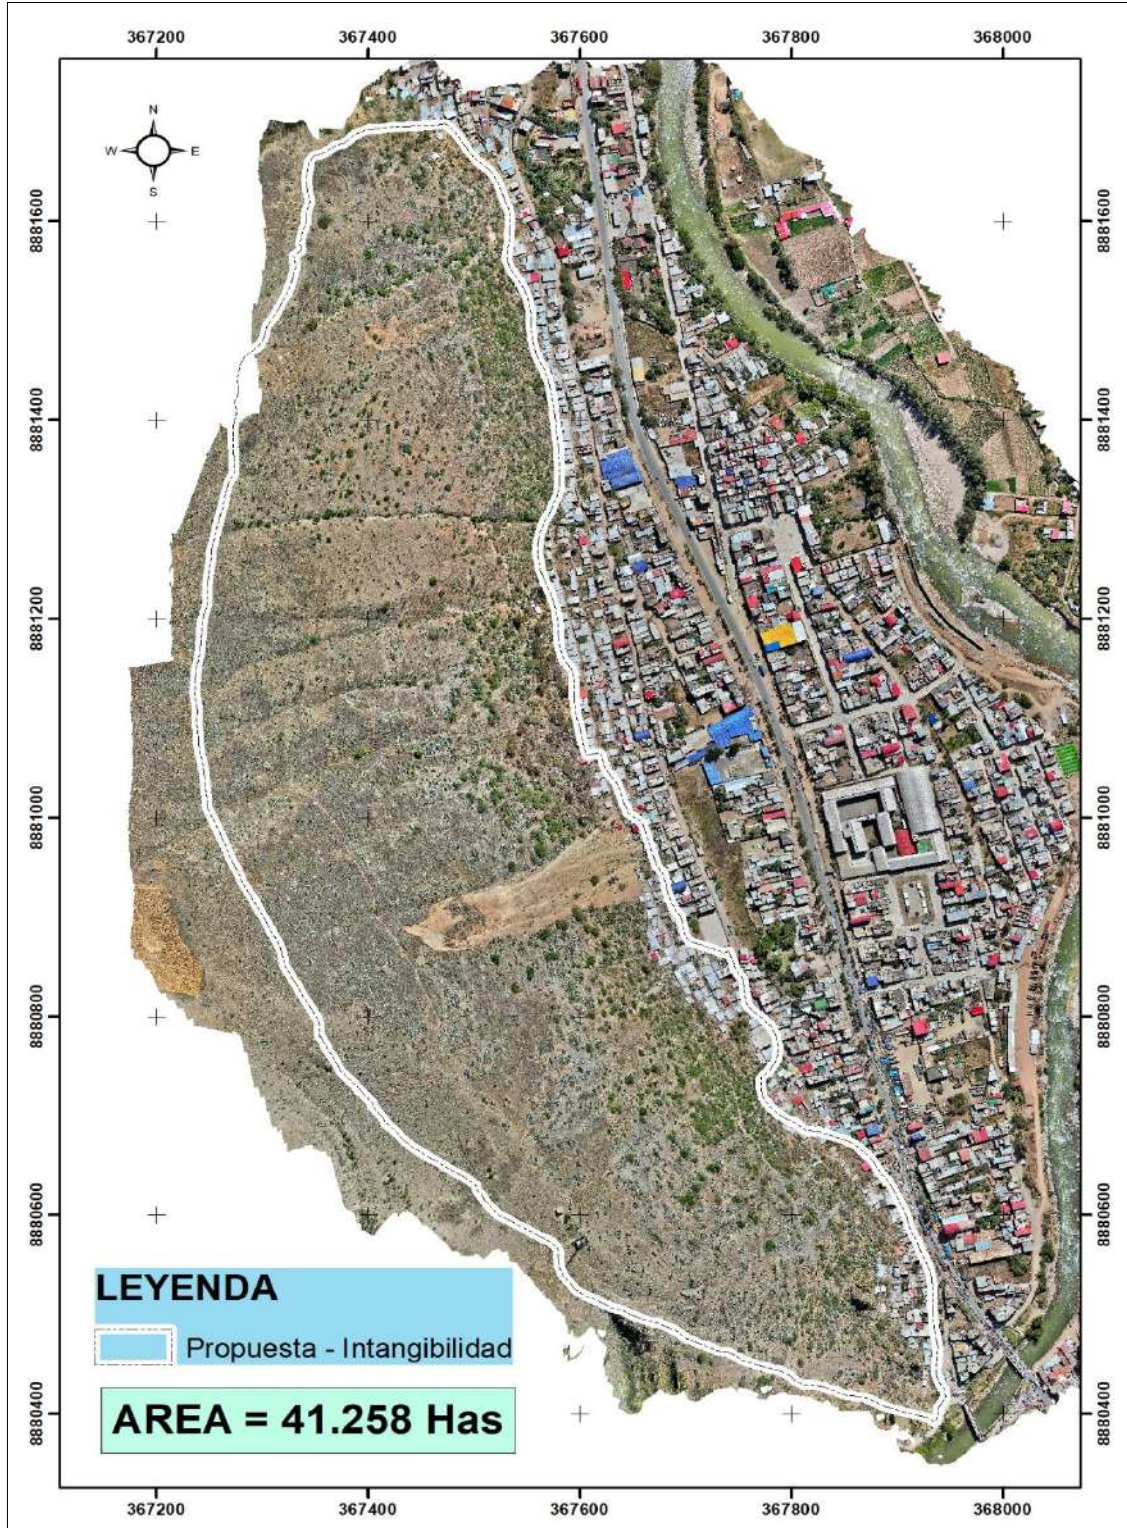 367200 367400 367600 367800 368000
N
W E
S
8881600 8881600
8881400 8881400
8881200 8881200
8881000 8881000
8880800 8880800
8880600 8880600
LEYENDA
Propuesta - Intangibilidad
AREA = 41.258 Has
8880400 8880400
367200 367400 367600 367800 368000